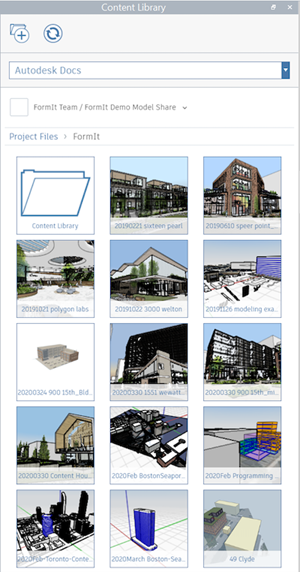 Content Library
Autodesk Docs
FormIt Team / FormIt Demo Model Share
Project Files > FormIt
Content Library
20190221 sixteen pearl
20190610 speer point_...
20191021 polygon labs
20191022 3000 welton
20191126 modeling exa...
20200324 900 15th_Bld...
20200330 1551 wewatt...
20200330 900 15th_mi...
20200330 Content Hou...
2020Feb BostonSeapor...
2020Feb Programming ...
2020Feb-Toronto-Conte...
2020March Boston-Sea...
49 Clyde